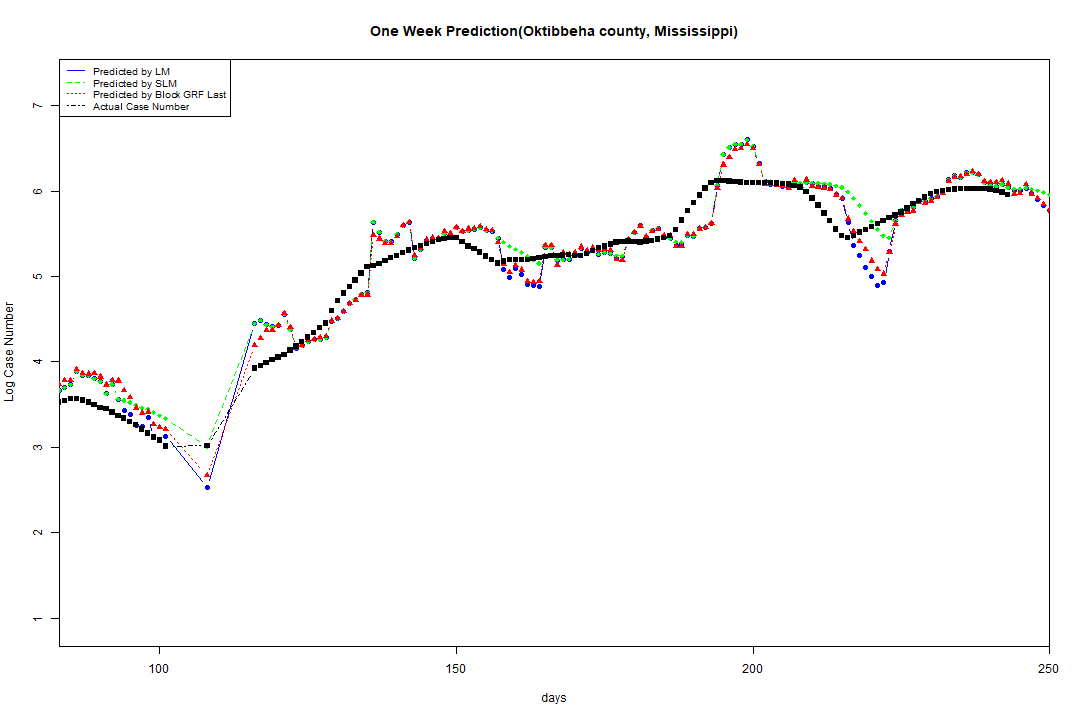 One Week Prediction(Oktibbeha county, Mississippi)
Predicted by LM
Predicted by SLM
Predicted by Block GRF Last
Actual Case Number
7
6
5
4
3
2
1
Log Case Number
100 150 200 250
days